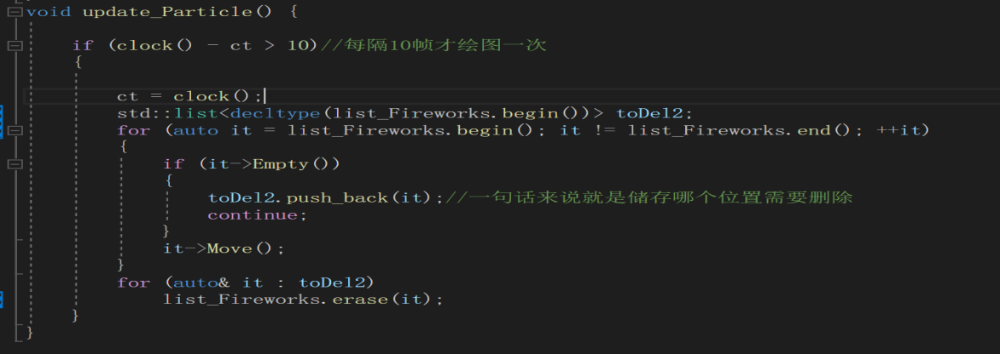 void update_Particle() {
if (clock() - ct > 10)//每隔10帧才绘图一次
{
ct = clock();
std::list<decltype(list_Fireworks.begin())> toDel2;
for (auto it = list_Fireworks.begin(); it != list_Fireworks.end(); ++it)
{
if (it->Empty())
{
toDel2.push_back(it);//一句话来说就是储存哪个位置需要删除
continue;
}
it->Move();
}
for (auto& it : toDel2)
list_Fireworks.erase(it);
}
}